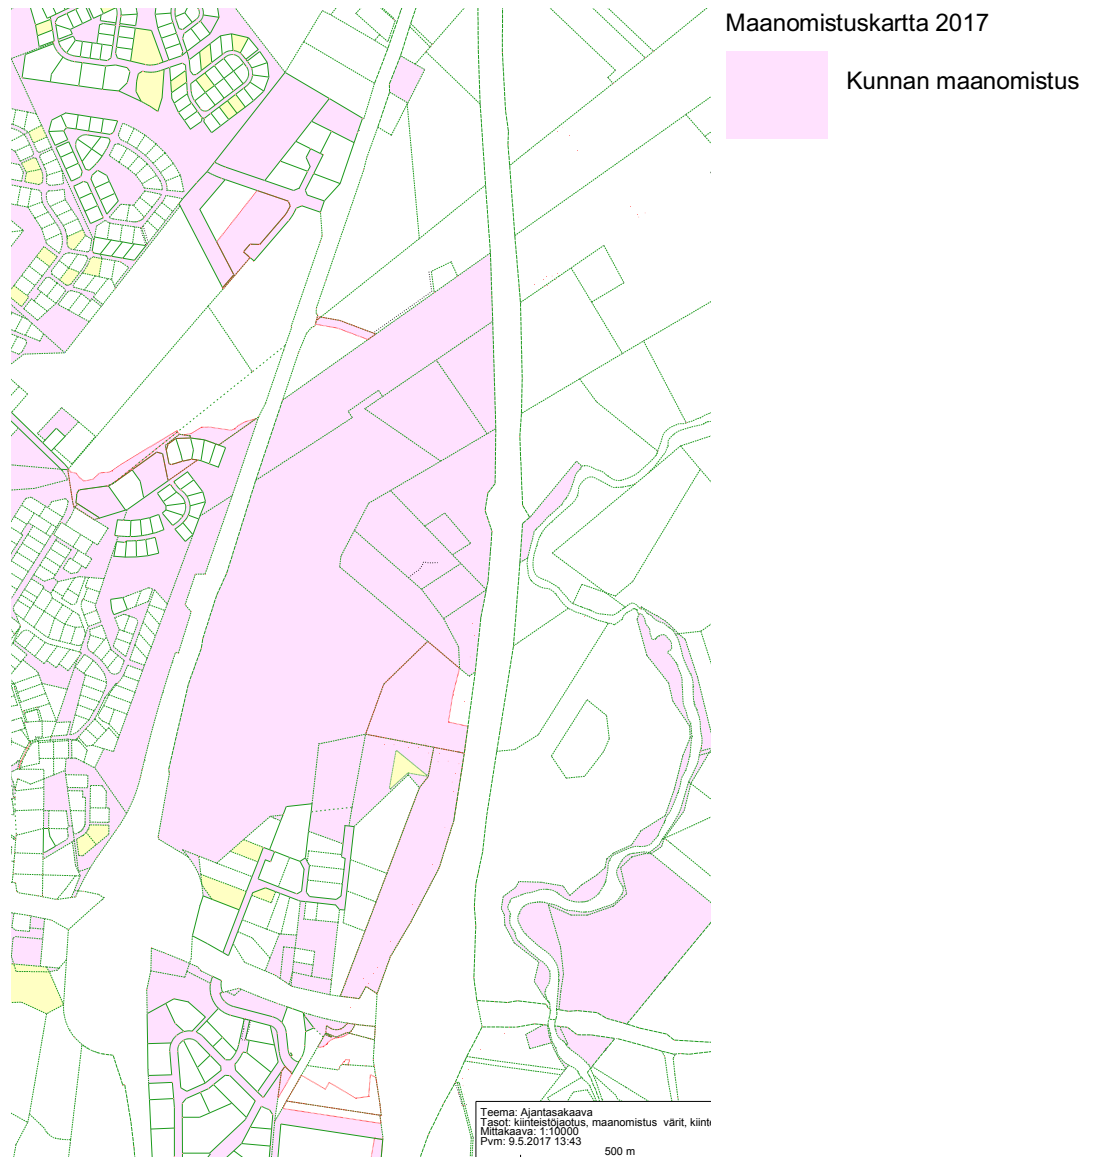 Maanomistuskartta 2017
Kunnan maanomistus
Teema: Ajantasakaava
Tasot: kiinteistöjaotus, maanomistus värit,
Mittakaava: 1:10000
Pvm: 9.5.2017 13:43
500 m